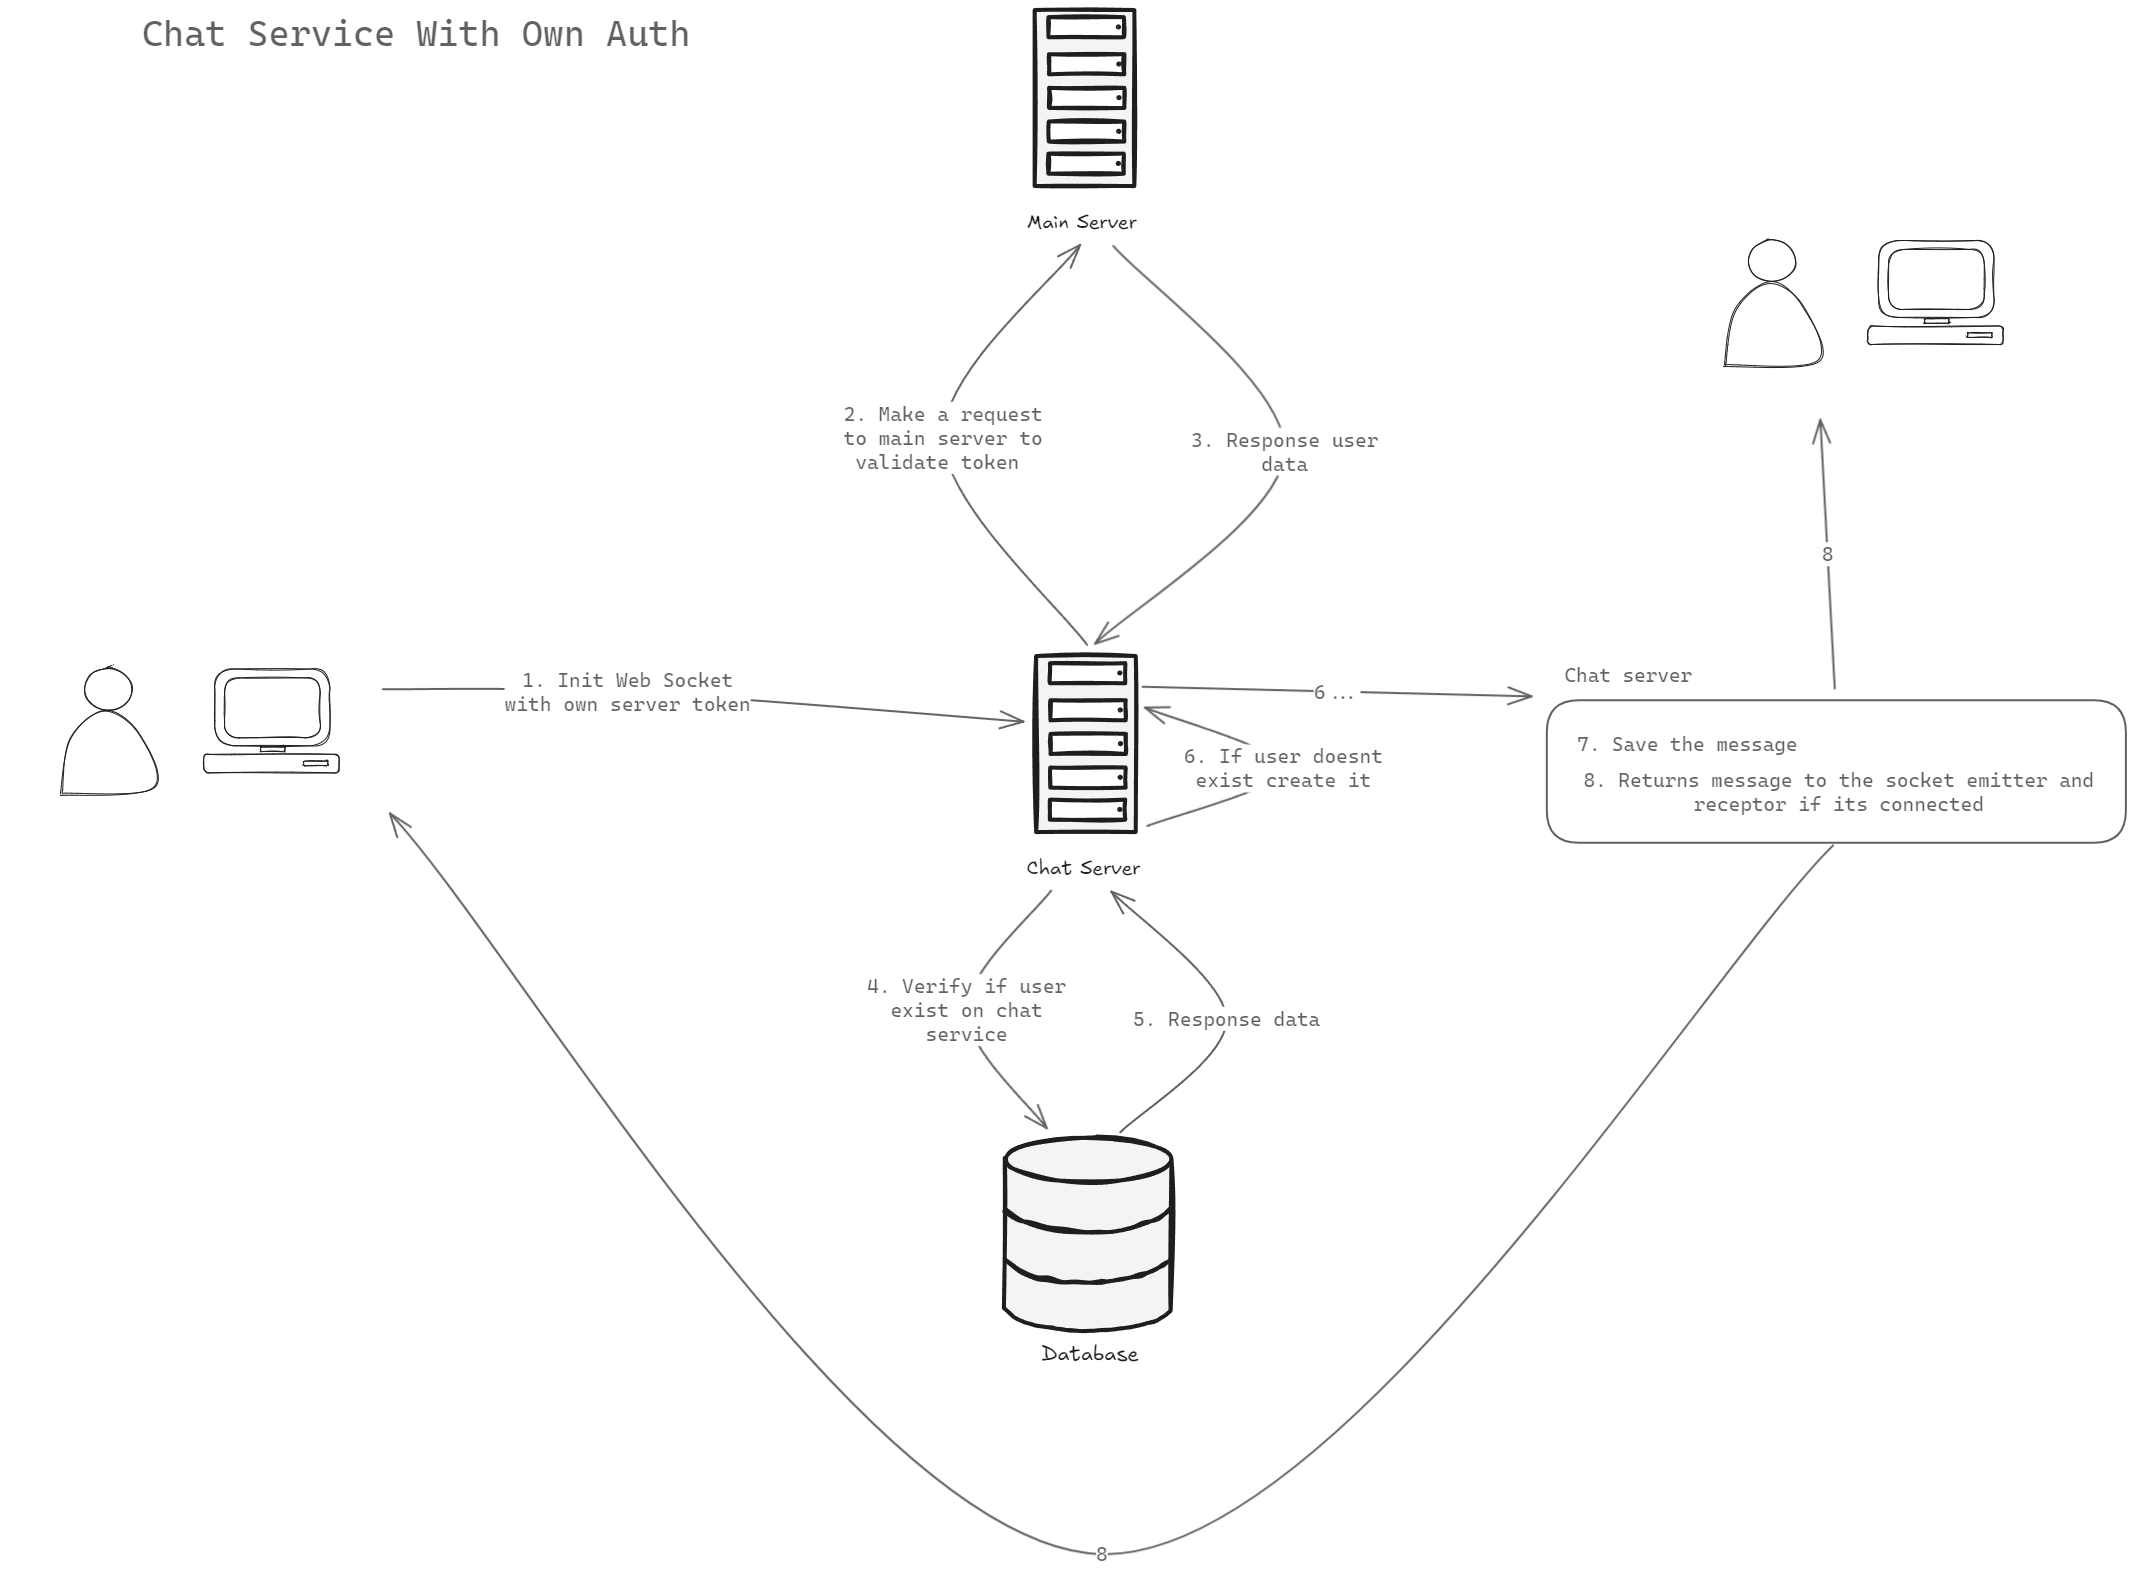 Chat Service With Own Auth
Main Server
2. Make a request
to main server to
validate token
3. Response user
data
8
1. Init Web Socket
with own server token
6 ...
Chat server
7. Save the message
8. Returns message to the socket emitter and
receptor if its connected
6. If user doesnt
exist create it
Chat Server
4. Verify if user
exist on chat
service
5. Response data
Database
8